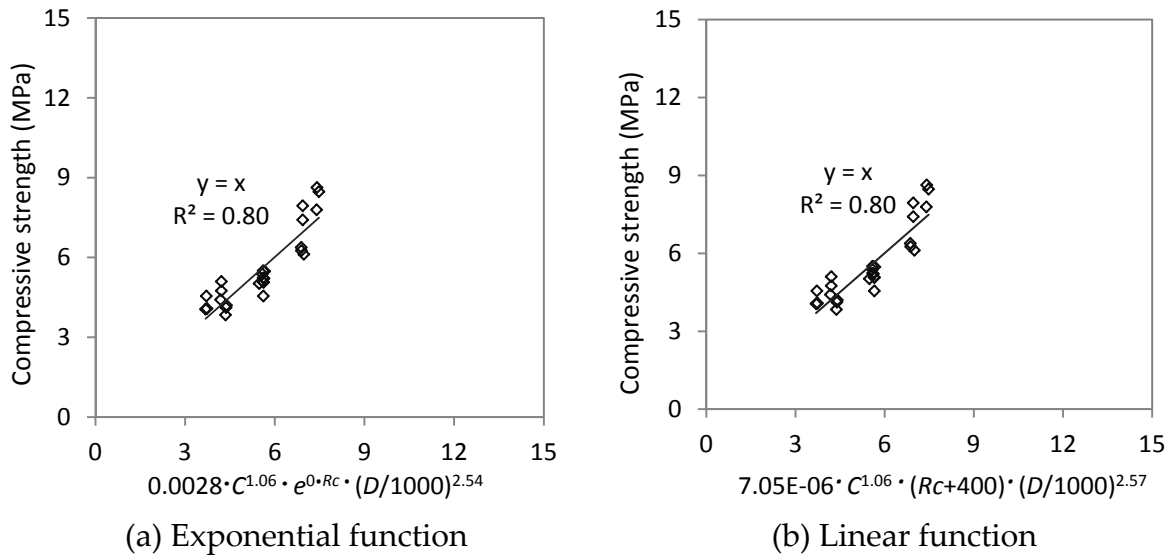 Compressive strength (MPa)
15
12
9
6
3
0
y = x
R² = 0.80
0 3 6 9 12 15
0.0028·C^1.06 · e^0·Rc · (D/1000)^2.54
(a) Exponential function
Compressive strength (MPa)
15
12
9
6
3
0
y = x
R² = 0.80
0 3 6 9 12 15
7.05E-06 · C^1.06 · (Rc+400) · (D/1000)^2.57
(b) Linear function